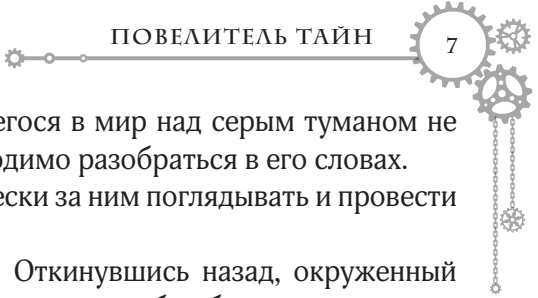 ПОВЕЛИТЕЛЬ ТАЙН
7
егося в мир над серым туманом не
одимо разобраться в его словах.
ески за ним поглядывать и провести
Откинувшись назад, окруженный